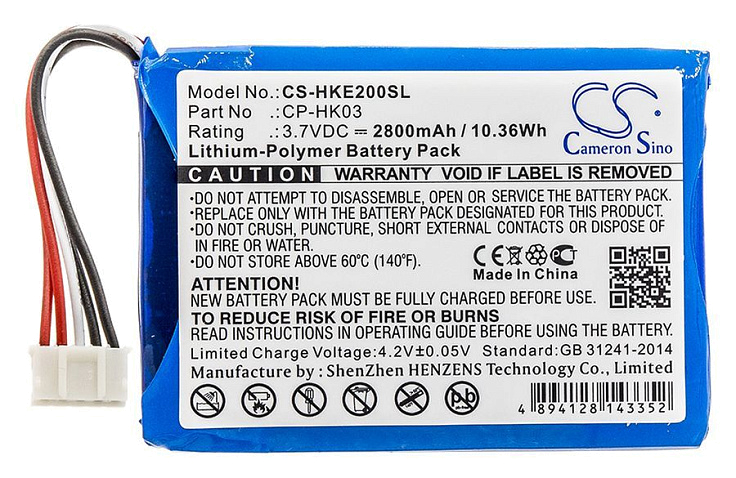 Model No.: CS-HKE200SL
Part No    : CP-HK03
Rating      : 3.7VDC ⎓ 2800mAh / 10.36Wh
Lithium-Polymer Battery Pack
CS
Cameron Sino
CAUTION WARRANTY VOID IF LABEL IS REMOVED
•DO NOT ATTEMPT TO DISASSEMBLE, OPEN OR SERVICE THE BATTERY PACK.
•REPLACE WITH THE BATTERY PACK DESIGNATED FOR THIS PRODUCT.
•DO NOT CRUSH, PUNCTURE, SHORT EXTERNAL CONTACTS OR DISPOSE OF
IN FIRE OR WATER.
•DO NOT STORE ABOVE 60°C (140°F).
CE PCT
Made In China
ATTENTION!
NEW BATTERY PACK MUST BE FULLY CHARGED BEFORE USE.
TO REDUCE RISK OF FIRE OR BURNS
READ INSTRUCTIONS IN OPERATING GUIDE BEFORE USING.
Limited Charge Voltage:4.2V±0.05V Standard:GB 31241-2014
Manufacture by : ShenZhen HENZENS Technology Co., Limited
Pb
4 894128 143352